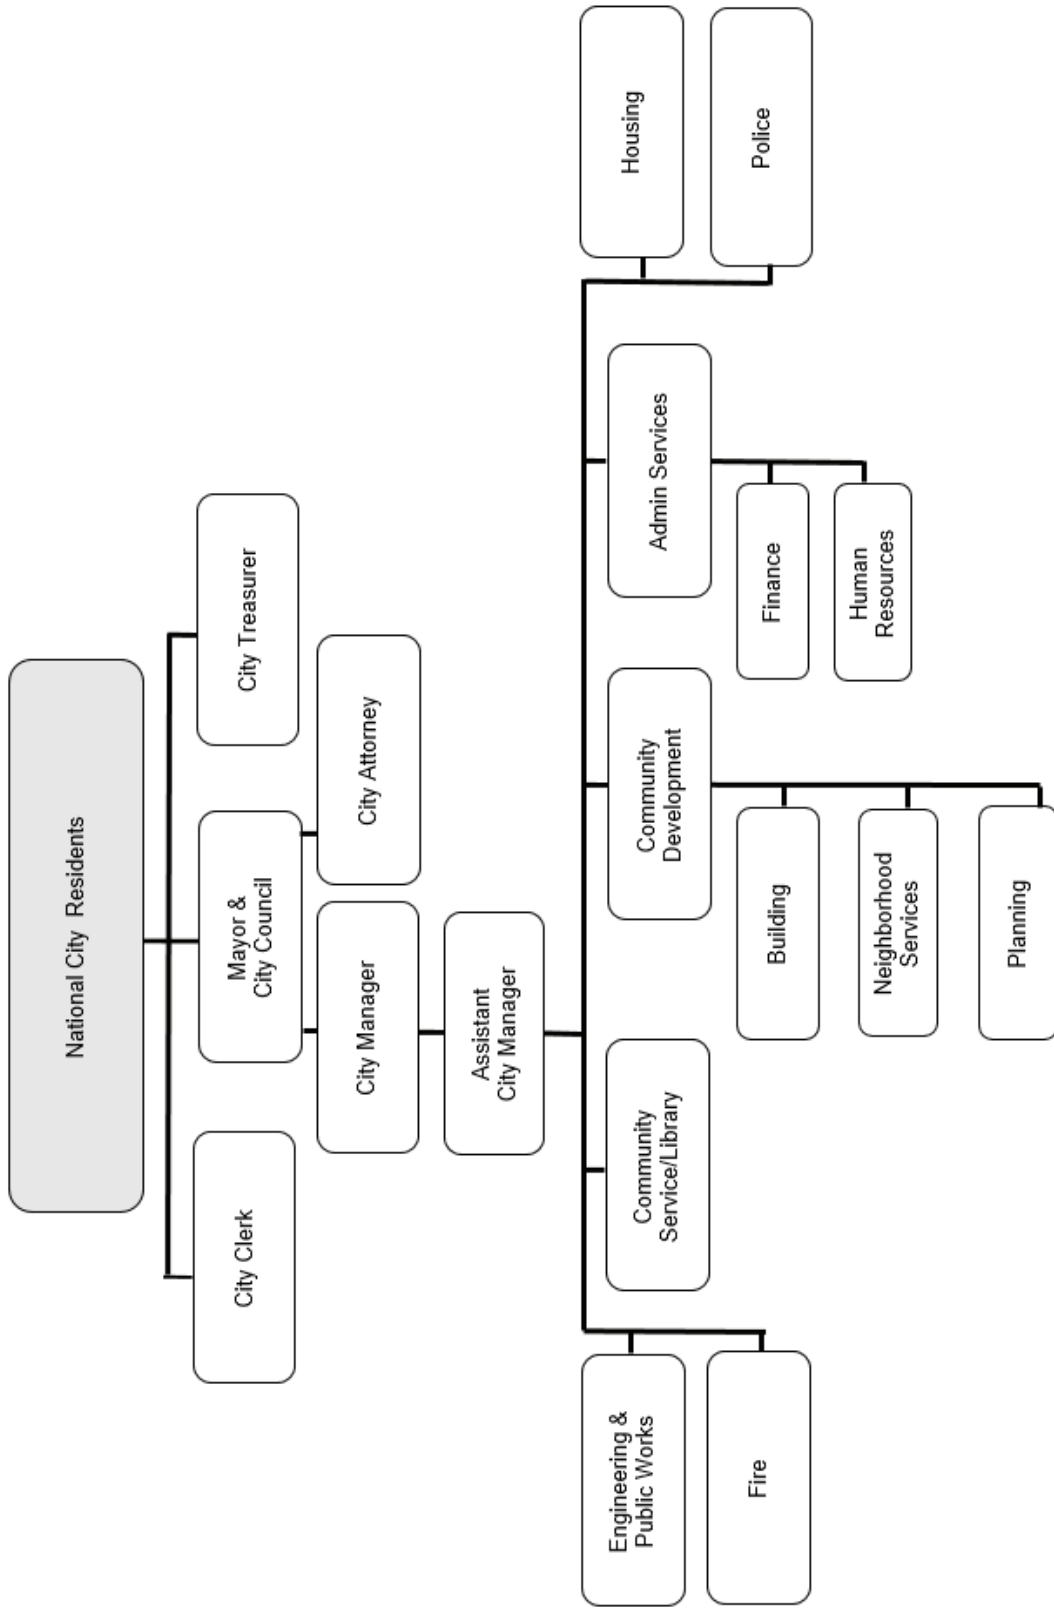 National City Residents
City Clerk
Mayor &
City Council
City Treasurer
City Manager
City Attorney
Assistant
City Manager
Engineering &
Public Works
Fire
Community
Service/Library
Community
Development
Building
Neighborhood
Services
Planning
Admin Services
Finance
Human
Resources
Housing
Police